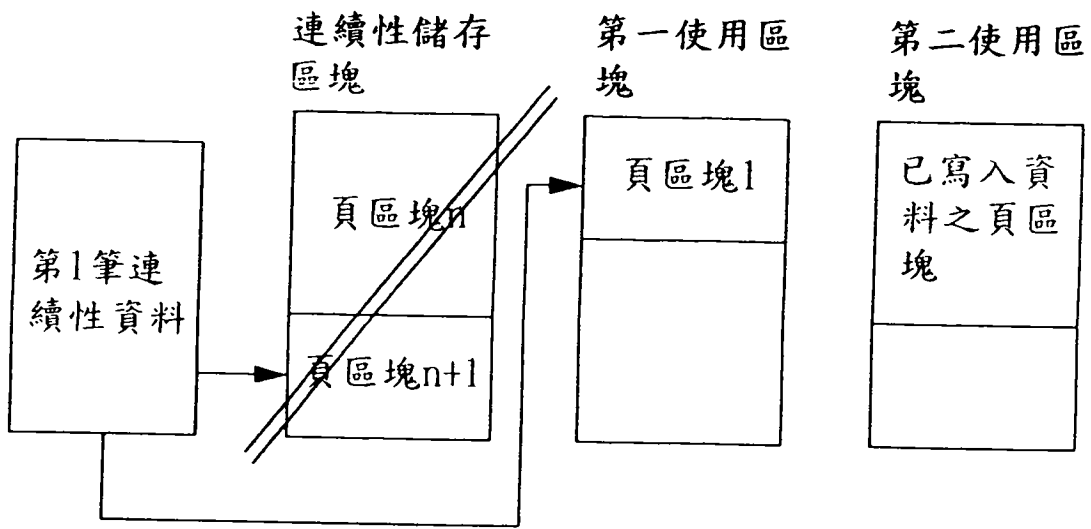 連續性儲存
區塊
第一使用區
塊
第二使用區
塊
第1筆連
續性資料
頁區塊n
頁區塊n+1
頁區塊1
已寫入資
料之頁區
塊